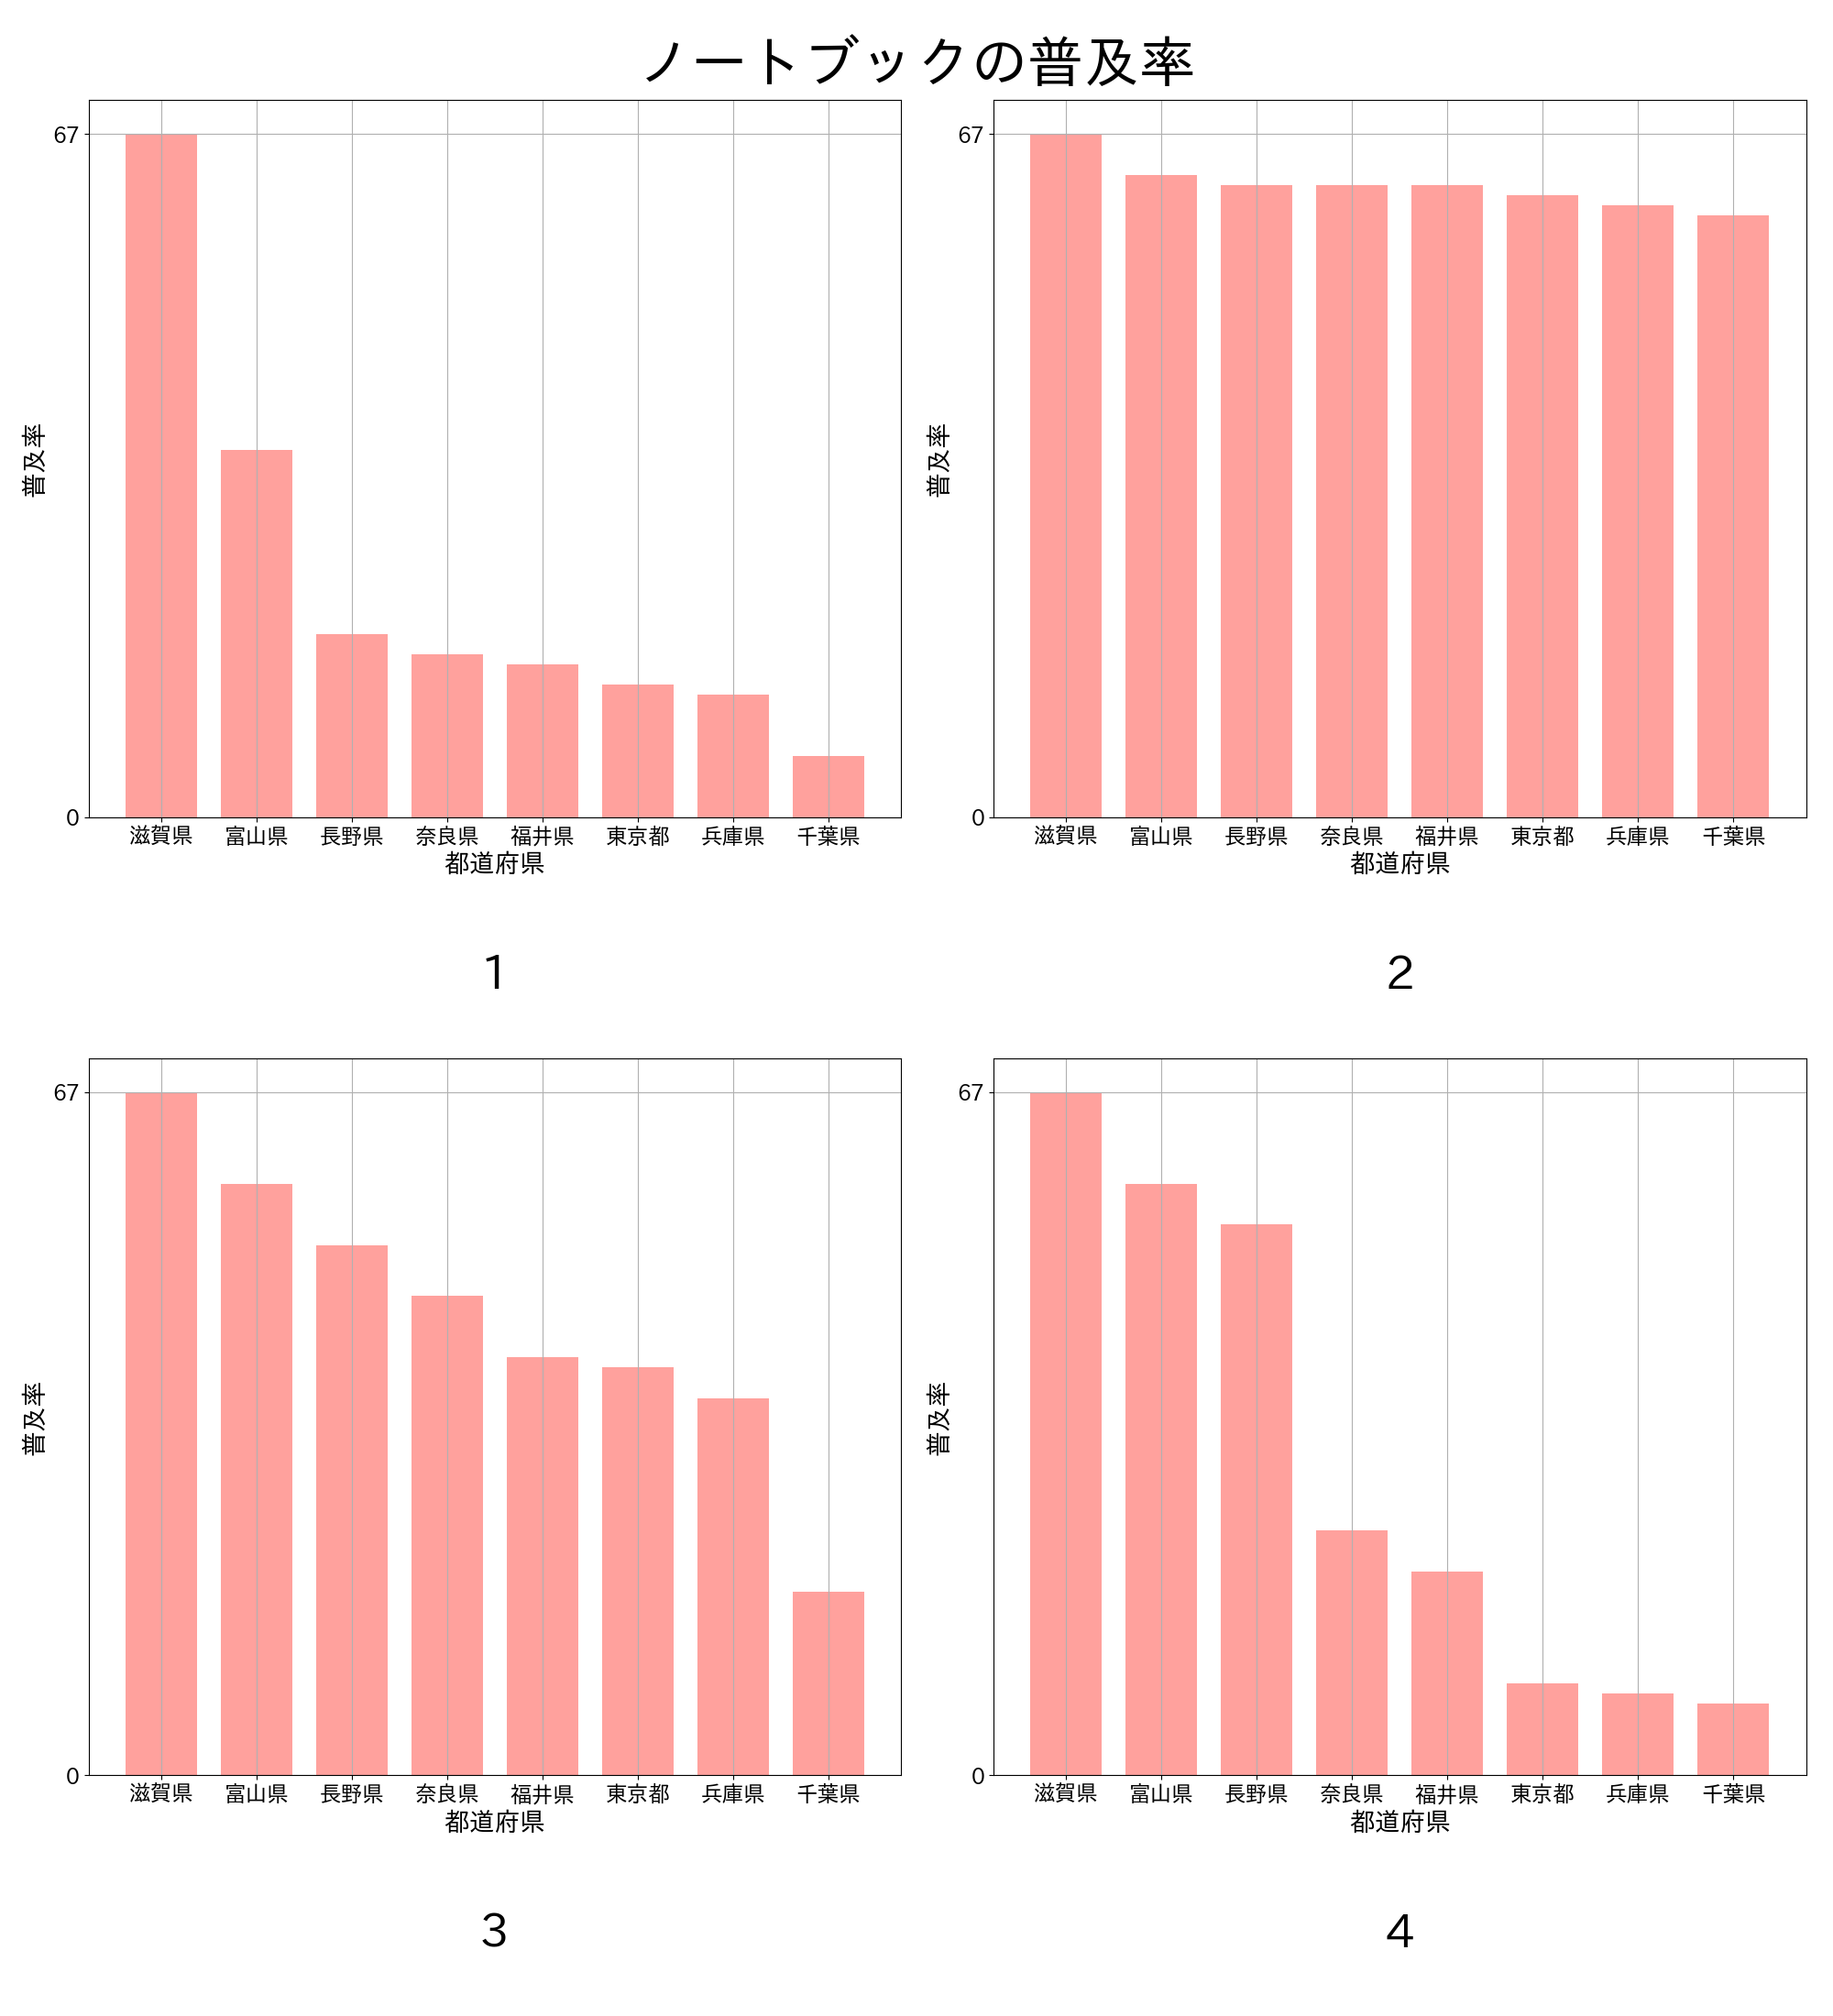 ノートブックの普及率
67
0
普及率
滋賀県 富山県 長野県 奈良県 福井県 東京都 兵庫県 千葉県
都道府県
1
67
0
普及率
滋賀県 富山県 長野県 奈良県 福井県 東京都 兵庫県 千葉県
都道府県
2
67
0
普及率
滋賀県 富山県 長野県 奈良県 福井県 東京都 兵庫県 千葉県
都道府県
3
67
0
普及率
滋賀県 富山県 長野県 奈良県 福井県 東京都 兵庫県 千葉県
都道府県
4